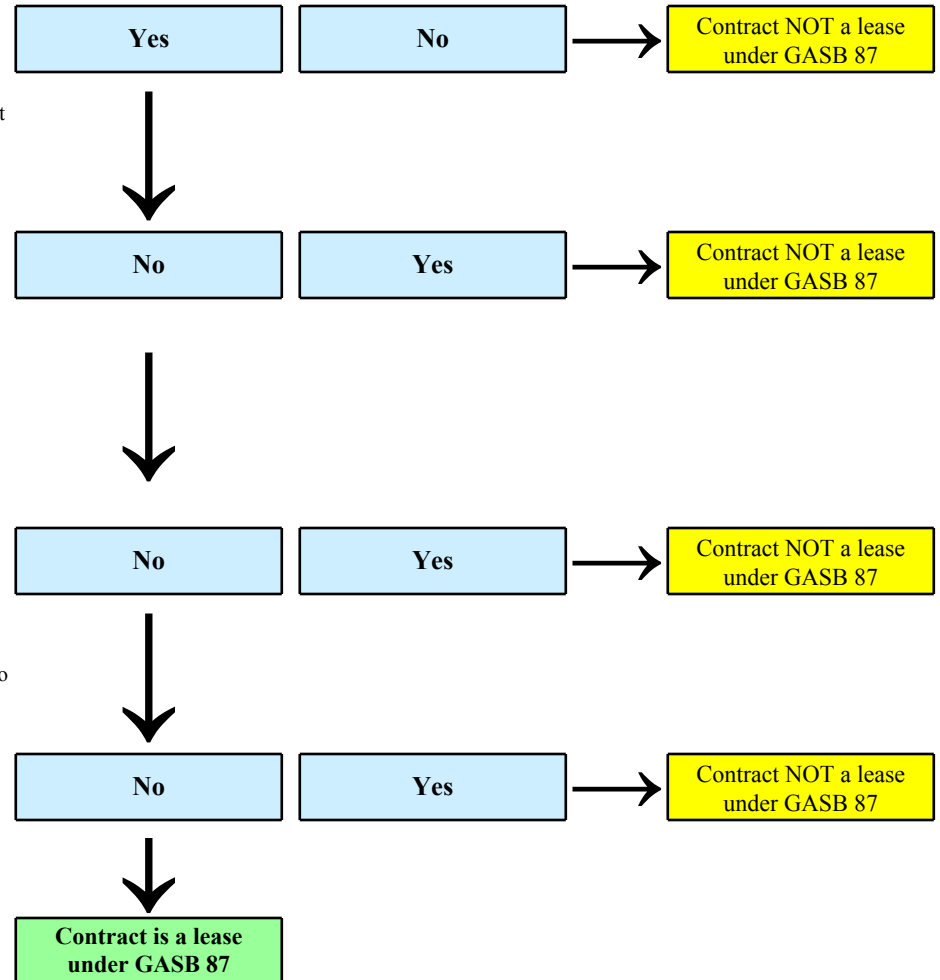 Yes
No
Contract NOT a lease
under GASB 87
t
No
Yes
Contract NOT a lease
under GASB 87
No
Yes
Contract NOT a lease
under GASB 87
o
No
Yes
Contract NOT a lease
under GASB 87
Contract is a lease
under GASB 87